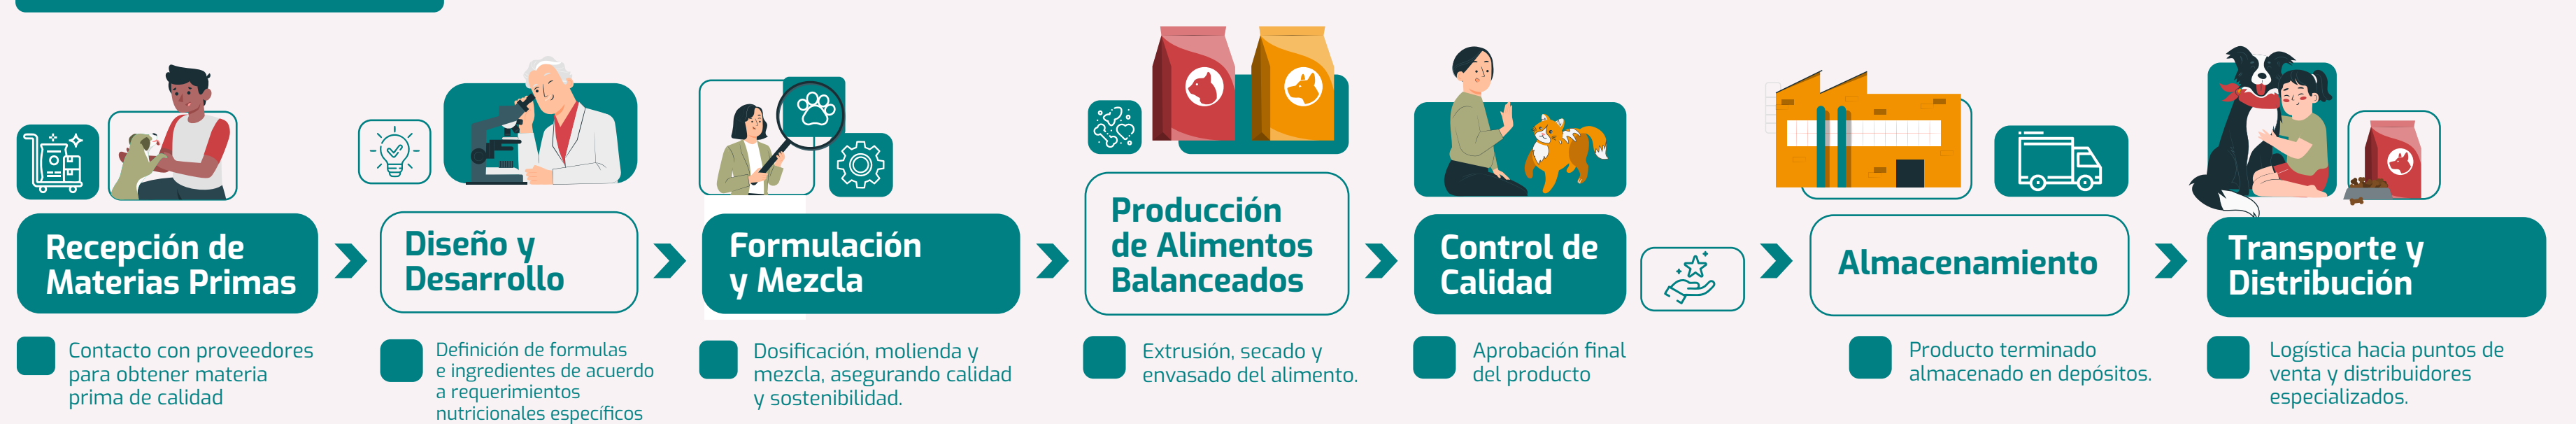 Recepción de
Materias Primas
Contacto con proveedores
para obtener materia
prima de calidad
Diseño y
Desarrollo
Definición de formulas
e ingredientes de acuerdo
a requerimientos
nutricionales específicos
Formulación
y Mezcla
Dosificación, molienda y
mezcla, asegurando calidad
y sostenibilidad.
Producción
de Alimentos
Balanceados
Extrusión, secado y
envasado del alimento.
Control de
Calidad
Aprobación final
del producto
Almacenamiento
Producto terminado
almacenado en depósitos.
Transporte y
Distribución
Logística hacia puntos de
venta y distribuidores
especializados.